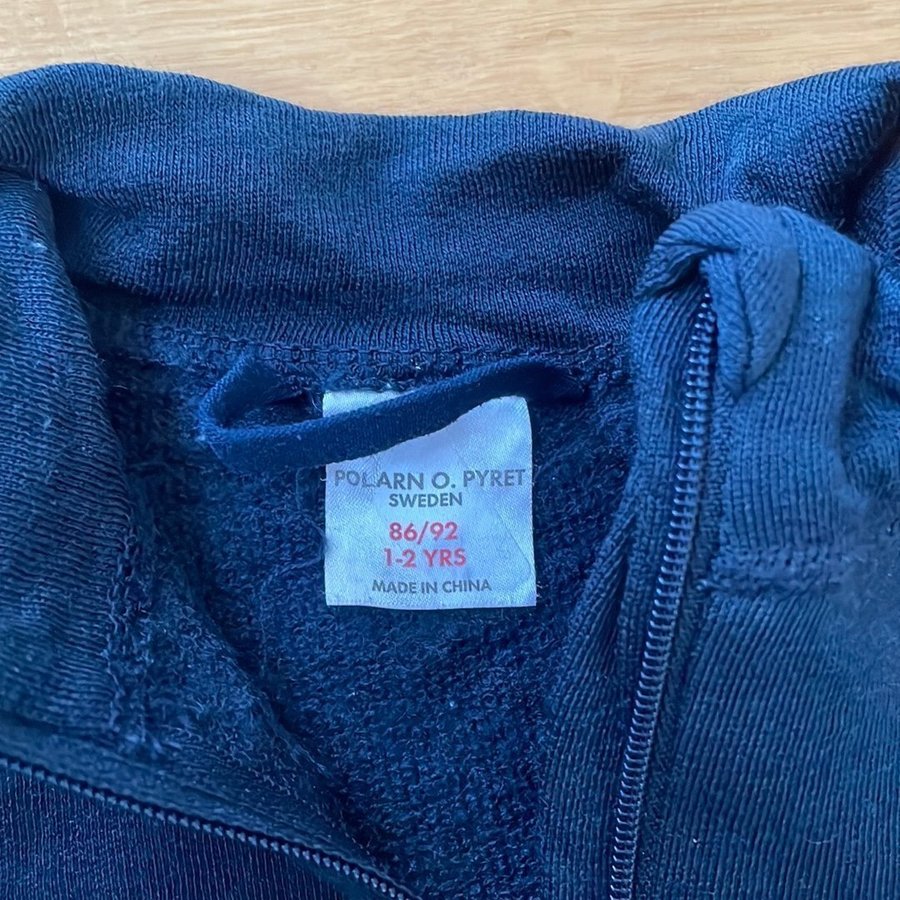 POLARN O. PYRET
SWEDEN
86/92
1-2 YRS
MADE IN CHINA